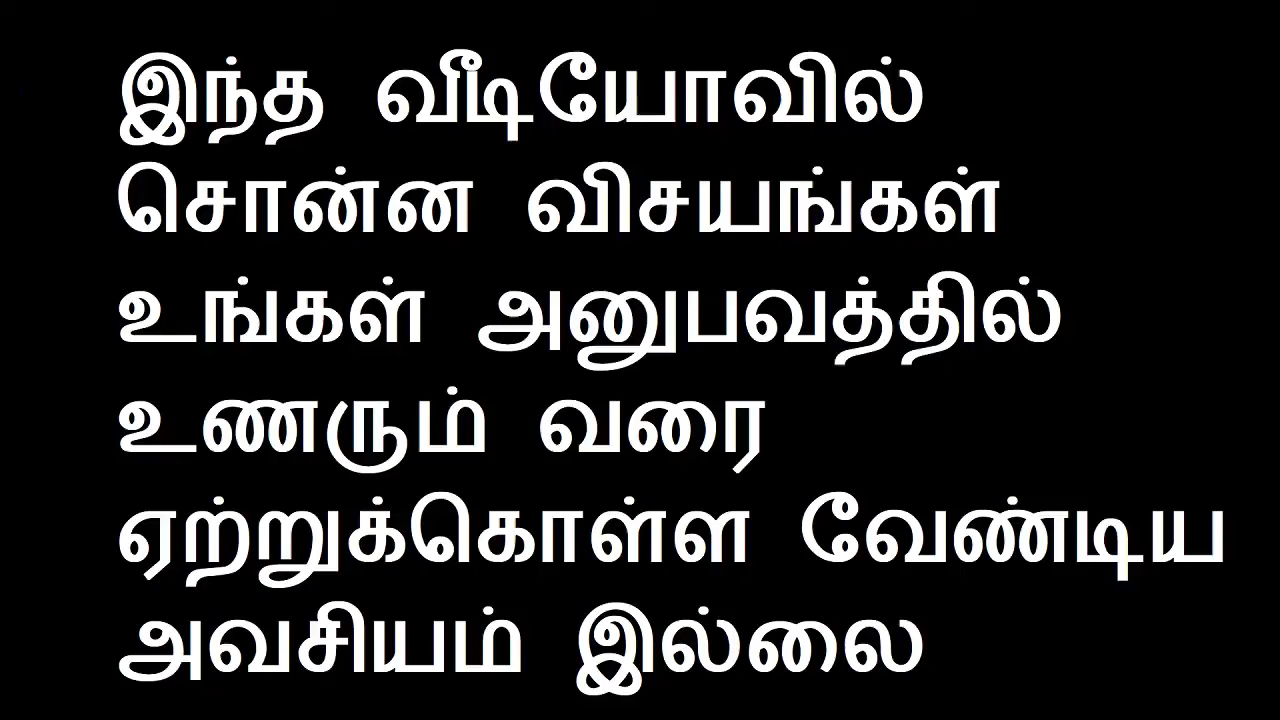 இந்த வீடியோவில்
சொன்ன விசயங்கள்
உங்கள் அனுபவத்தில்
உணரும் வரை
ஏற்றுக்கொள்ள வேண்டிய
அவசியம் இல்லை